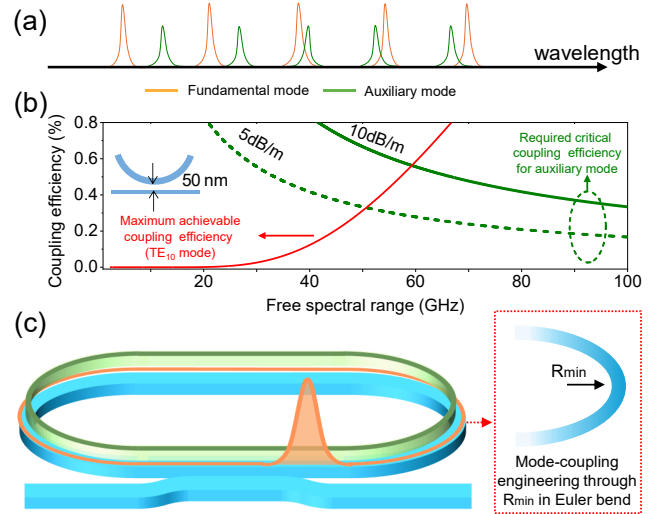 (a)
wavelength
Fundamental mode
Auxiliary mode
(b)
Coupling efficiency (%)
0.8
0.6
0.4
0.2
0.0
5dB/m
10dB/m
50 nm
Maximum achievable
coupling efficiency
(TE10 mode)
Required critical
coupling efficiency
for auxiliary mode
20
40
60
80
100
Free spectral range (GHz)
(c)
Rmin
Mode-coupling
engineering through
Rmin in Euler bend